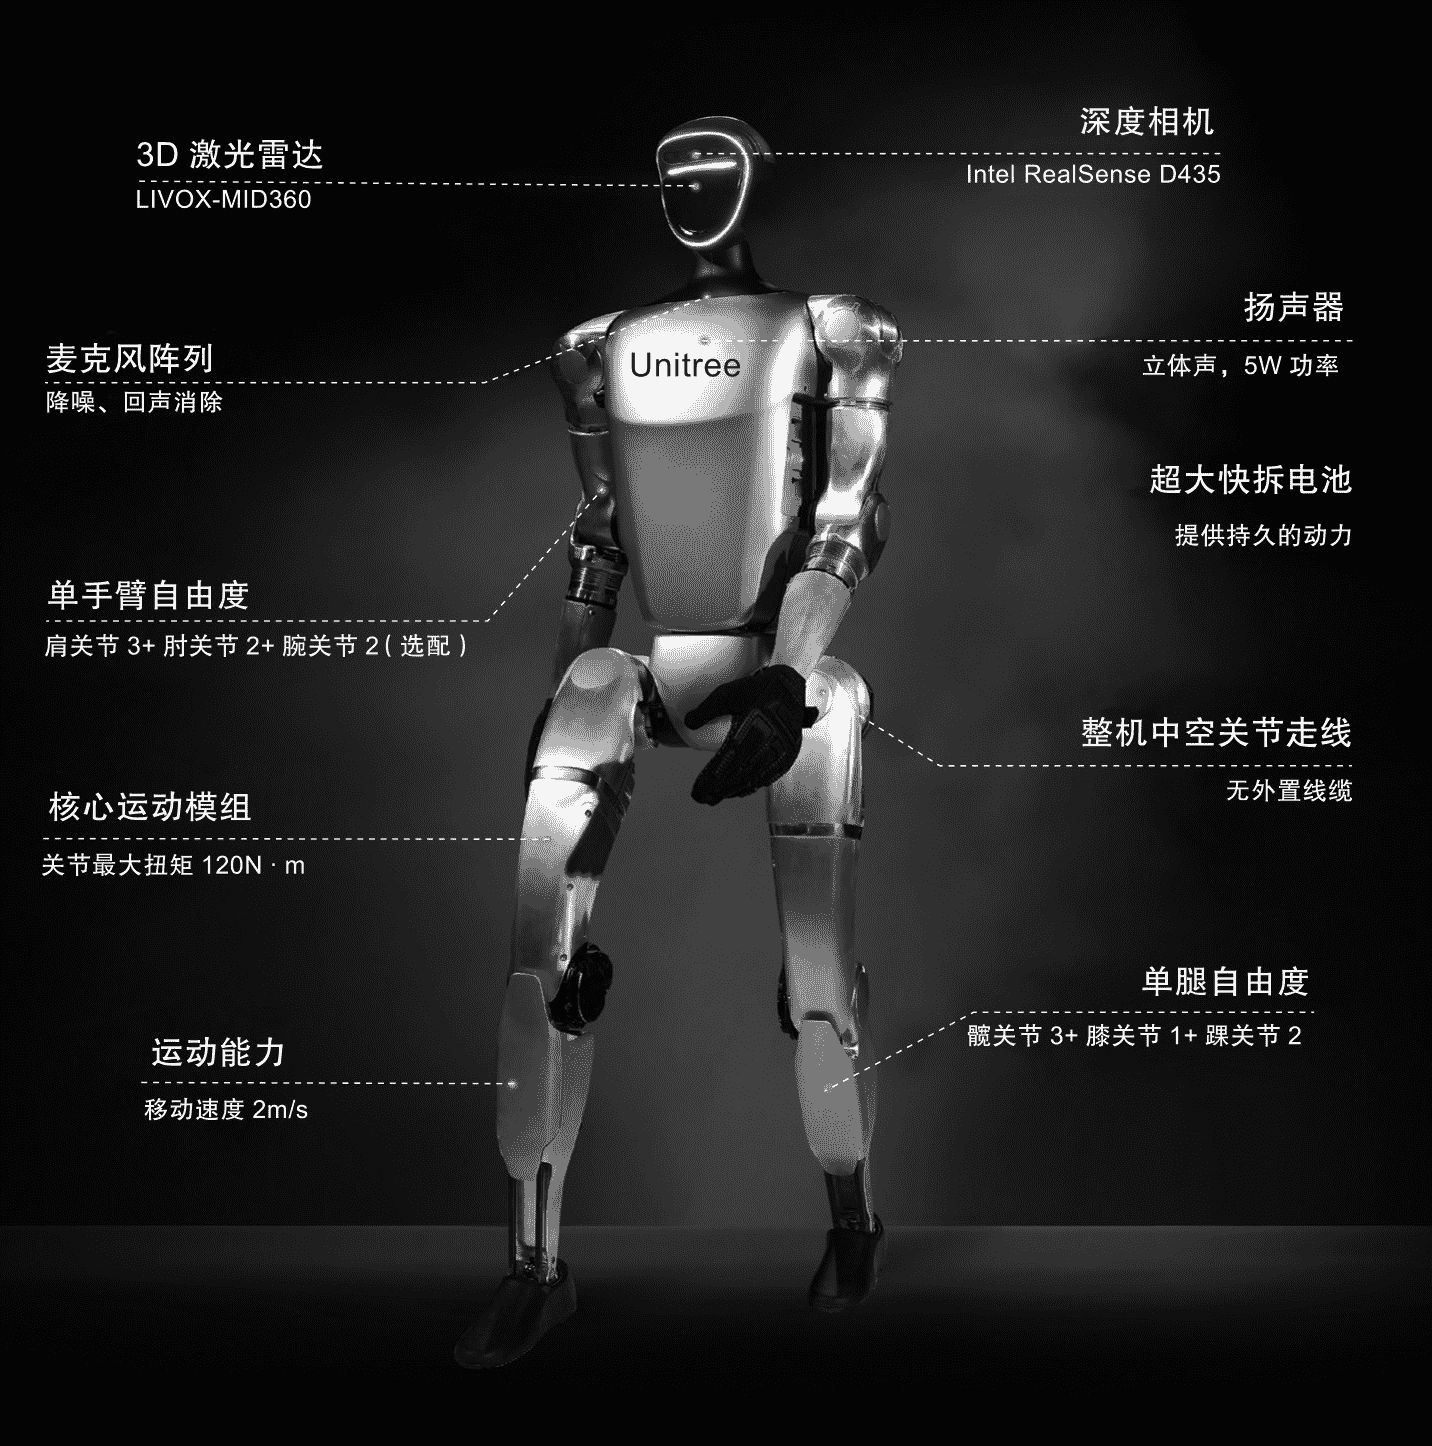 3D 激光雷达
LIVOX-MID360
深度相机
Intel RealSense D435
麦克风阵列
降噪、回声消除
扬声器
立体声，5W 功率
Unitree
超大快拆电池
提供持久的动力
单手臂自由度
肩关节 3+ 肘关节 2+ 腕关节 2( 选配 )
整机中空关节走线
无外置线缆
核心运动模组
关节最大扭矩 120N · m
单腿自由度
髋关节 3+ 膝关节 1+ 踝关节 2
运动能力
移动速度 2m/s